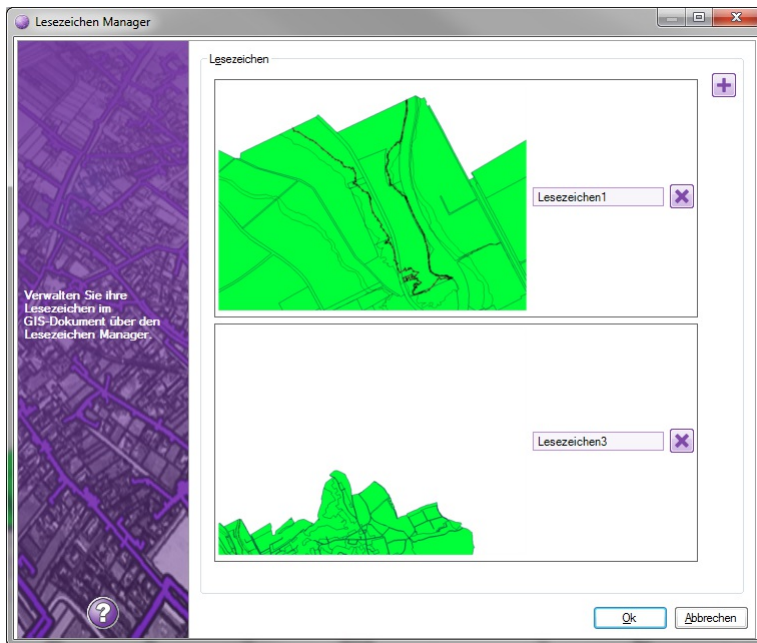 Lesezeichen Manager
Lesezeichen
Lesezeichen1
Verwalten Sie ihre
Lesezeichen im
GIS-Dokument über den
Lesezeichen Manager.
Lesezeichen3
?
Ok
Abbrechen